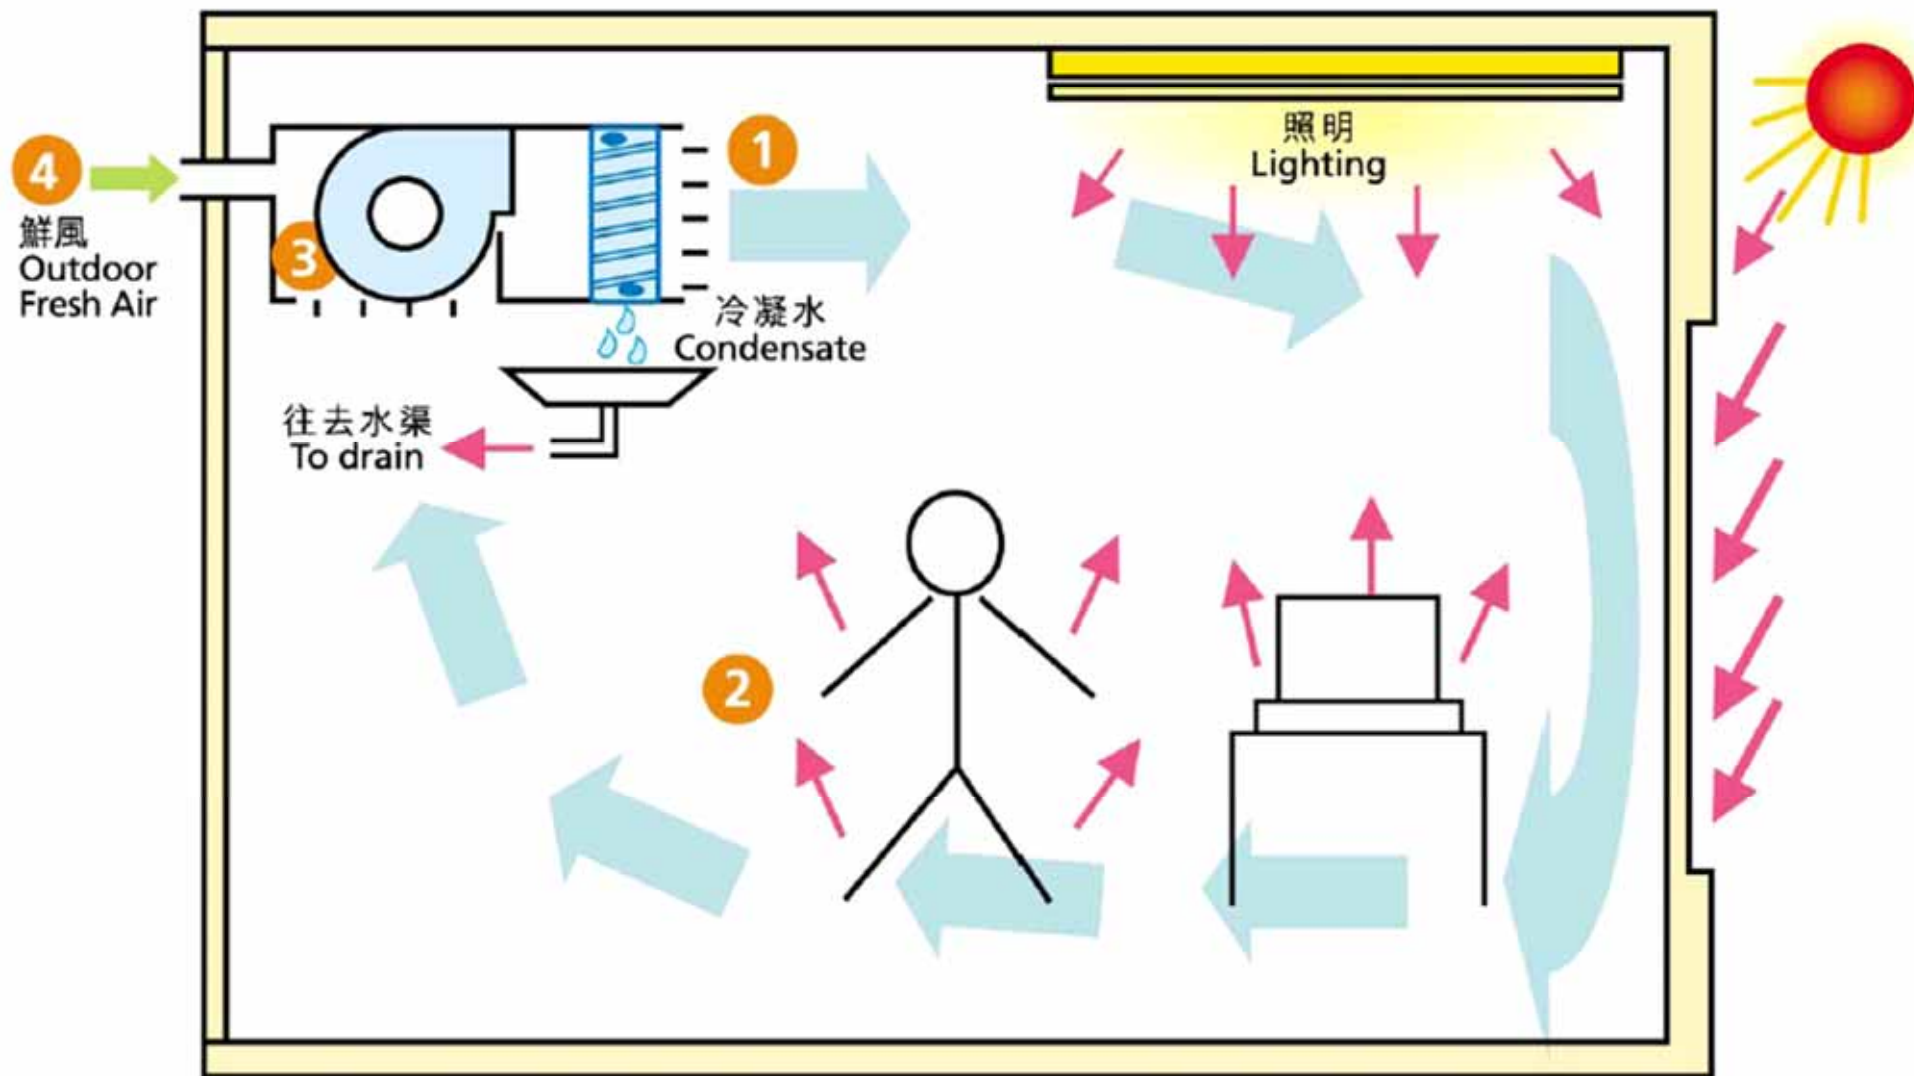 1
照明
Lighting
4
鮮風
Outdoor
Fresh Air
3
冷凝水
Condensate
往去水渠
To drain
2